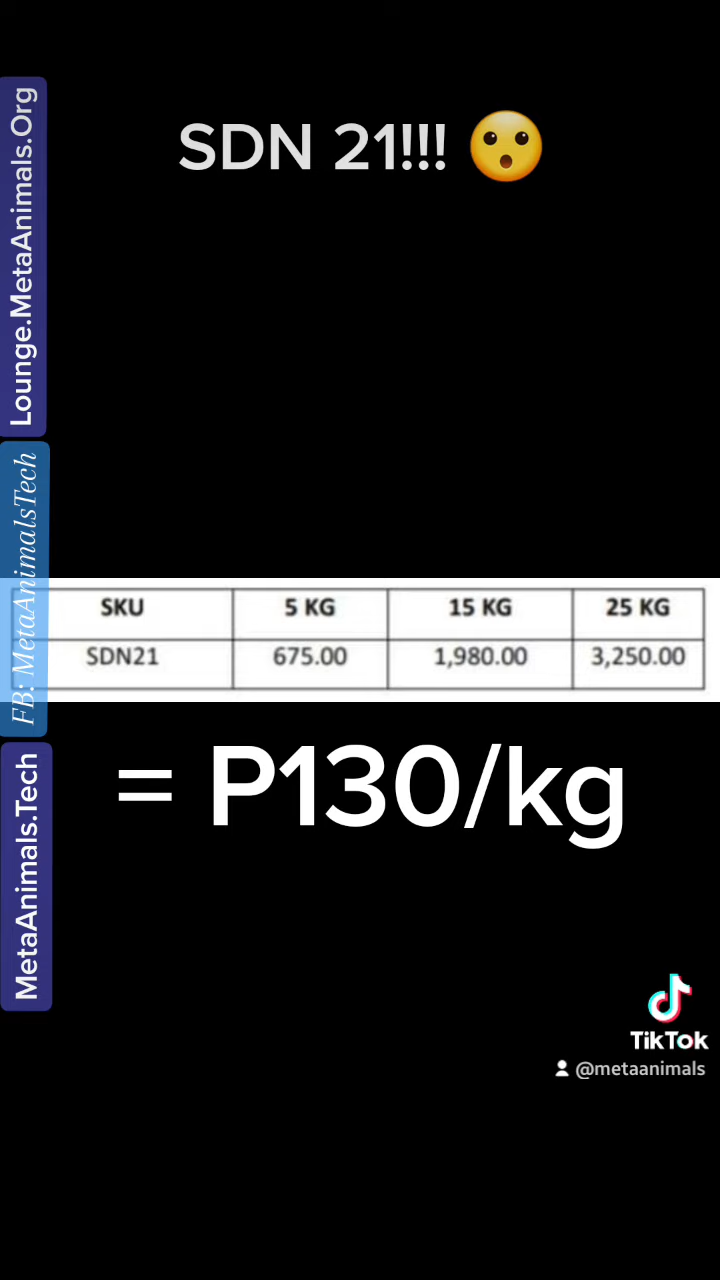 SDN 21!!! 😮
Lounge.MetaAnimals.Org
FB: MetaAnimalsTech
MetaAnimals.Tech
SKU 5 KG 15 KG 25 KG
SDN21 675.00 1,980.00 3,250.00
= P130/kg
TikTok
@metaanimals